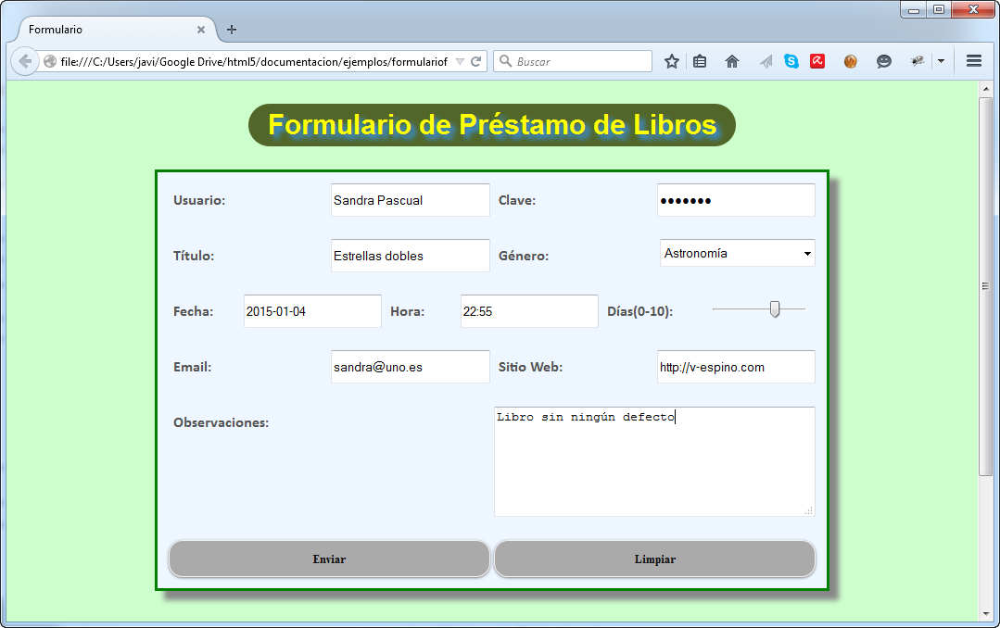 Formulario
file:///C:/Users/javi/Google Drive/html5/documentacion/ejemplos/formulariof
Buscar
Formulario de Préstamo de Libros
Usuario: Sandra Pascual Clave: •••••••
Título: Estrellas dobles Género: Astronomía
Fecha: 2015-01-04 Hora: 22:55 Días(0-10):
Email: sandra@uno.es Sitio Web: http://v-espino.com
Observaciones: Libro sin ningún defecto
Enviar Limpiar